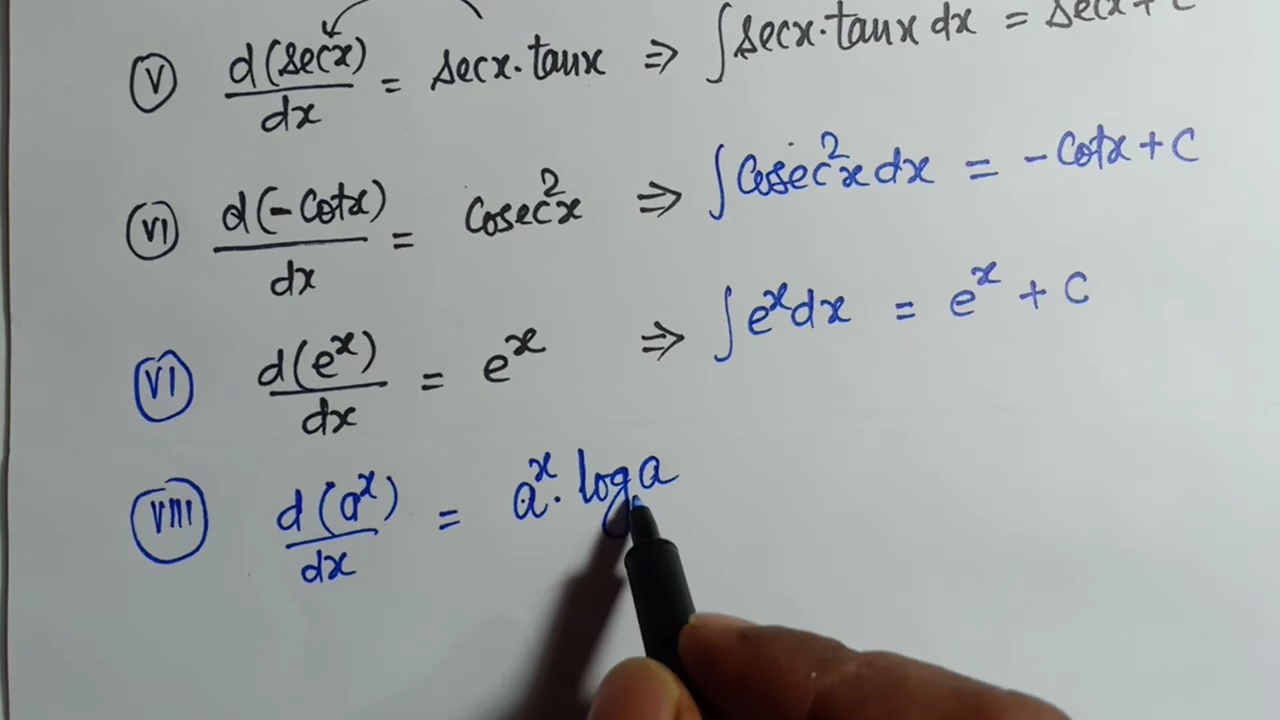 (V) d(secx)/dx = secx.tanx ⇒ ∫secx.tanx dx = secx + c
(VI) d(-Cotx)/dx = Cosec²x ⇒ ∫Cosec²x dx = -Cotx + C
(VI) d(eˣ)/dx = eˣ ⇒ ∫eˣdx = eˣ + C
(VIII) d(aˣ)/dx = aˣ. log a